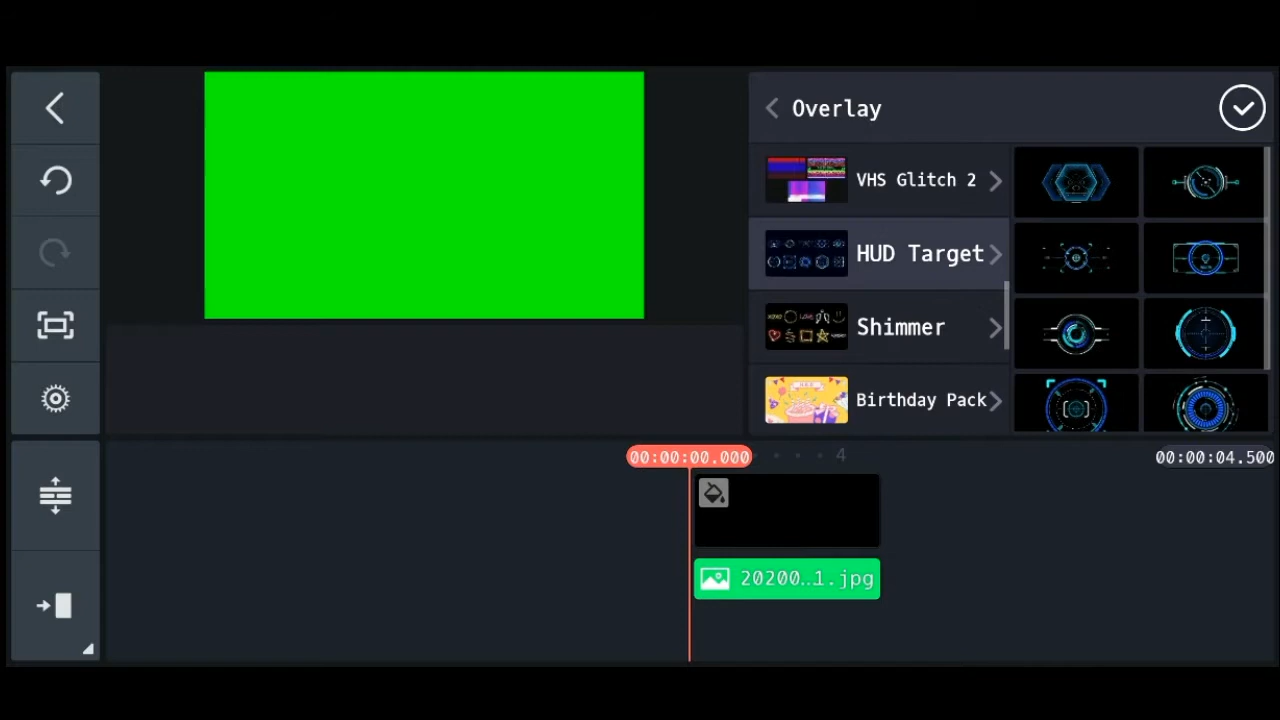 Overlay
VHS Glitch 2
HUD Target
Shimmer
Birthday Pack
00:00:00.000
4
00:00:04.500
20200..1.jpg